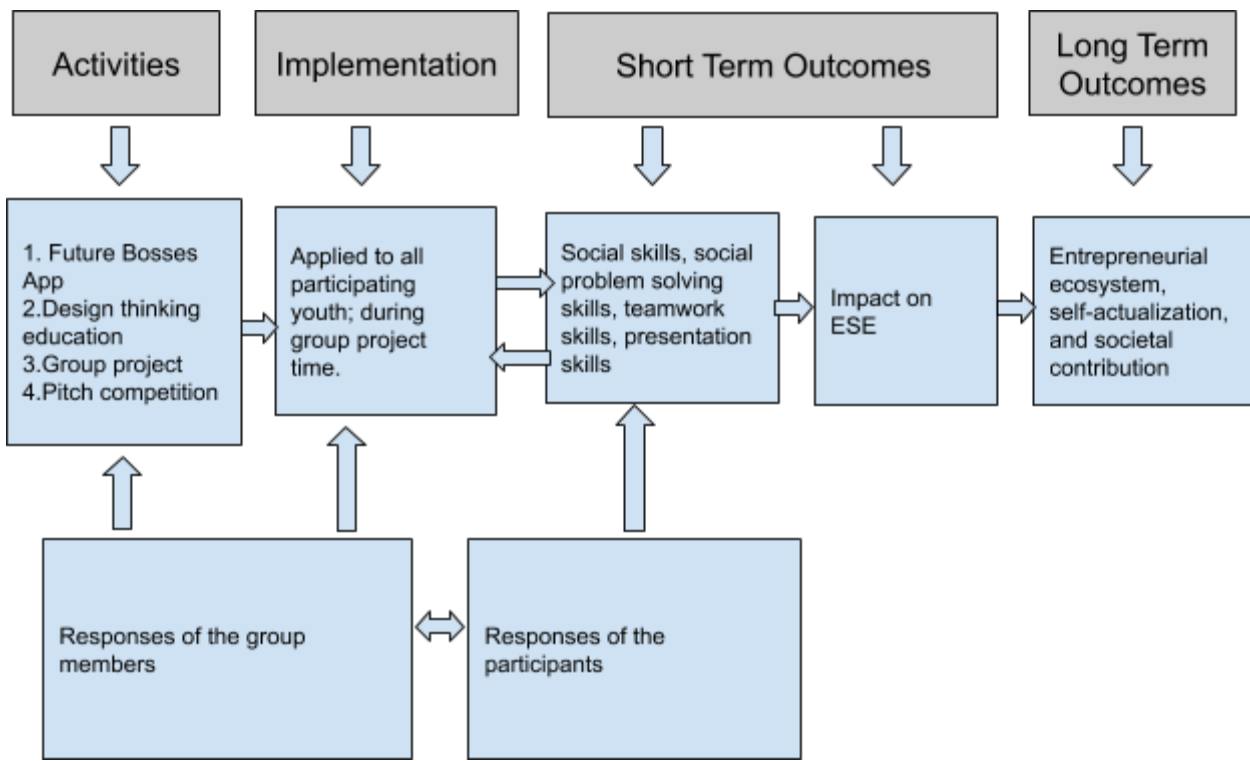 Activities
Implementation
Short Term Outcomes
Long Term
Outcomes
1. Future Bosses
App
2.Design thinking
education
3.Group project
4.Pitch competition
Applied to all
participating
youth; during
group project
time.
Social skills, social
problem solving
skills, teamwork
skills, presentation
skills
Impact on
ESE
Entrepreneurial
ecosystem,
self-actualization,
and societal
contribution
Responses of the group
members
Responses of the
participants